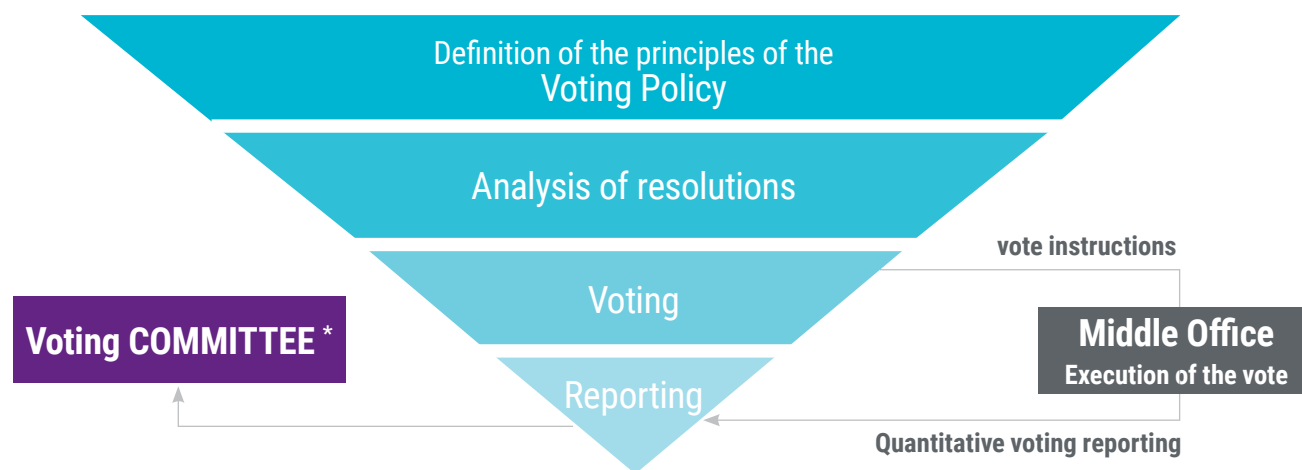 Definition of the principles of the
Voting Policy
Analysis of resolutions
vote instructions
Voting
Voting COMMITTEE *
Middle Office
Execution of the vote
Reporting
Quantitative voting reporting